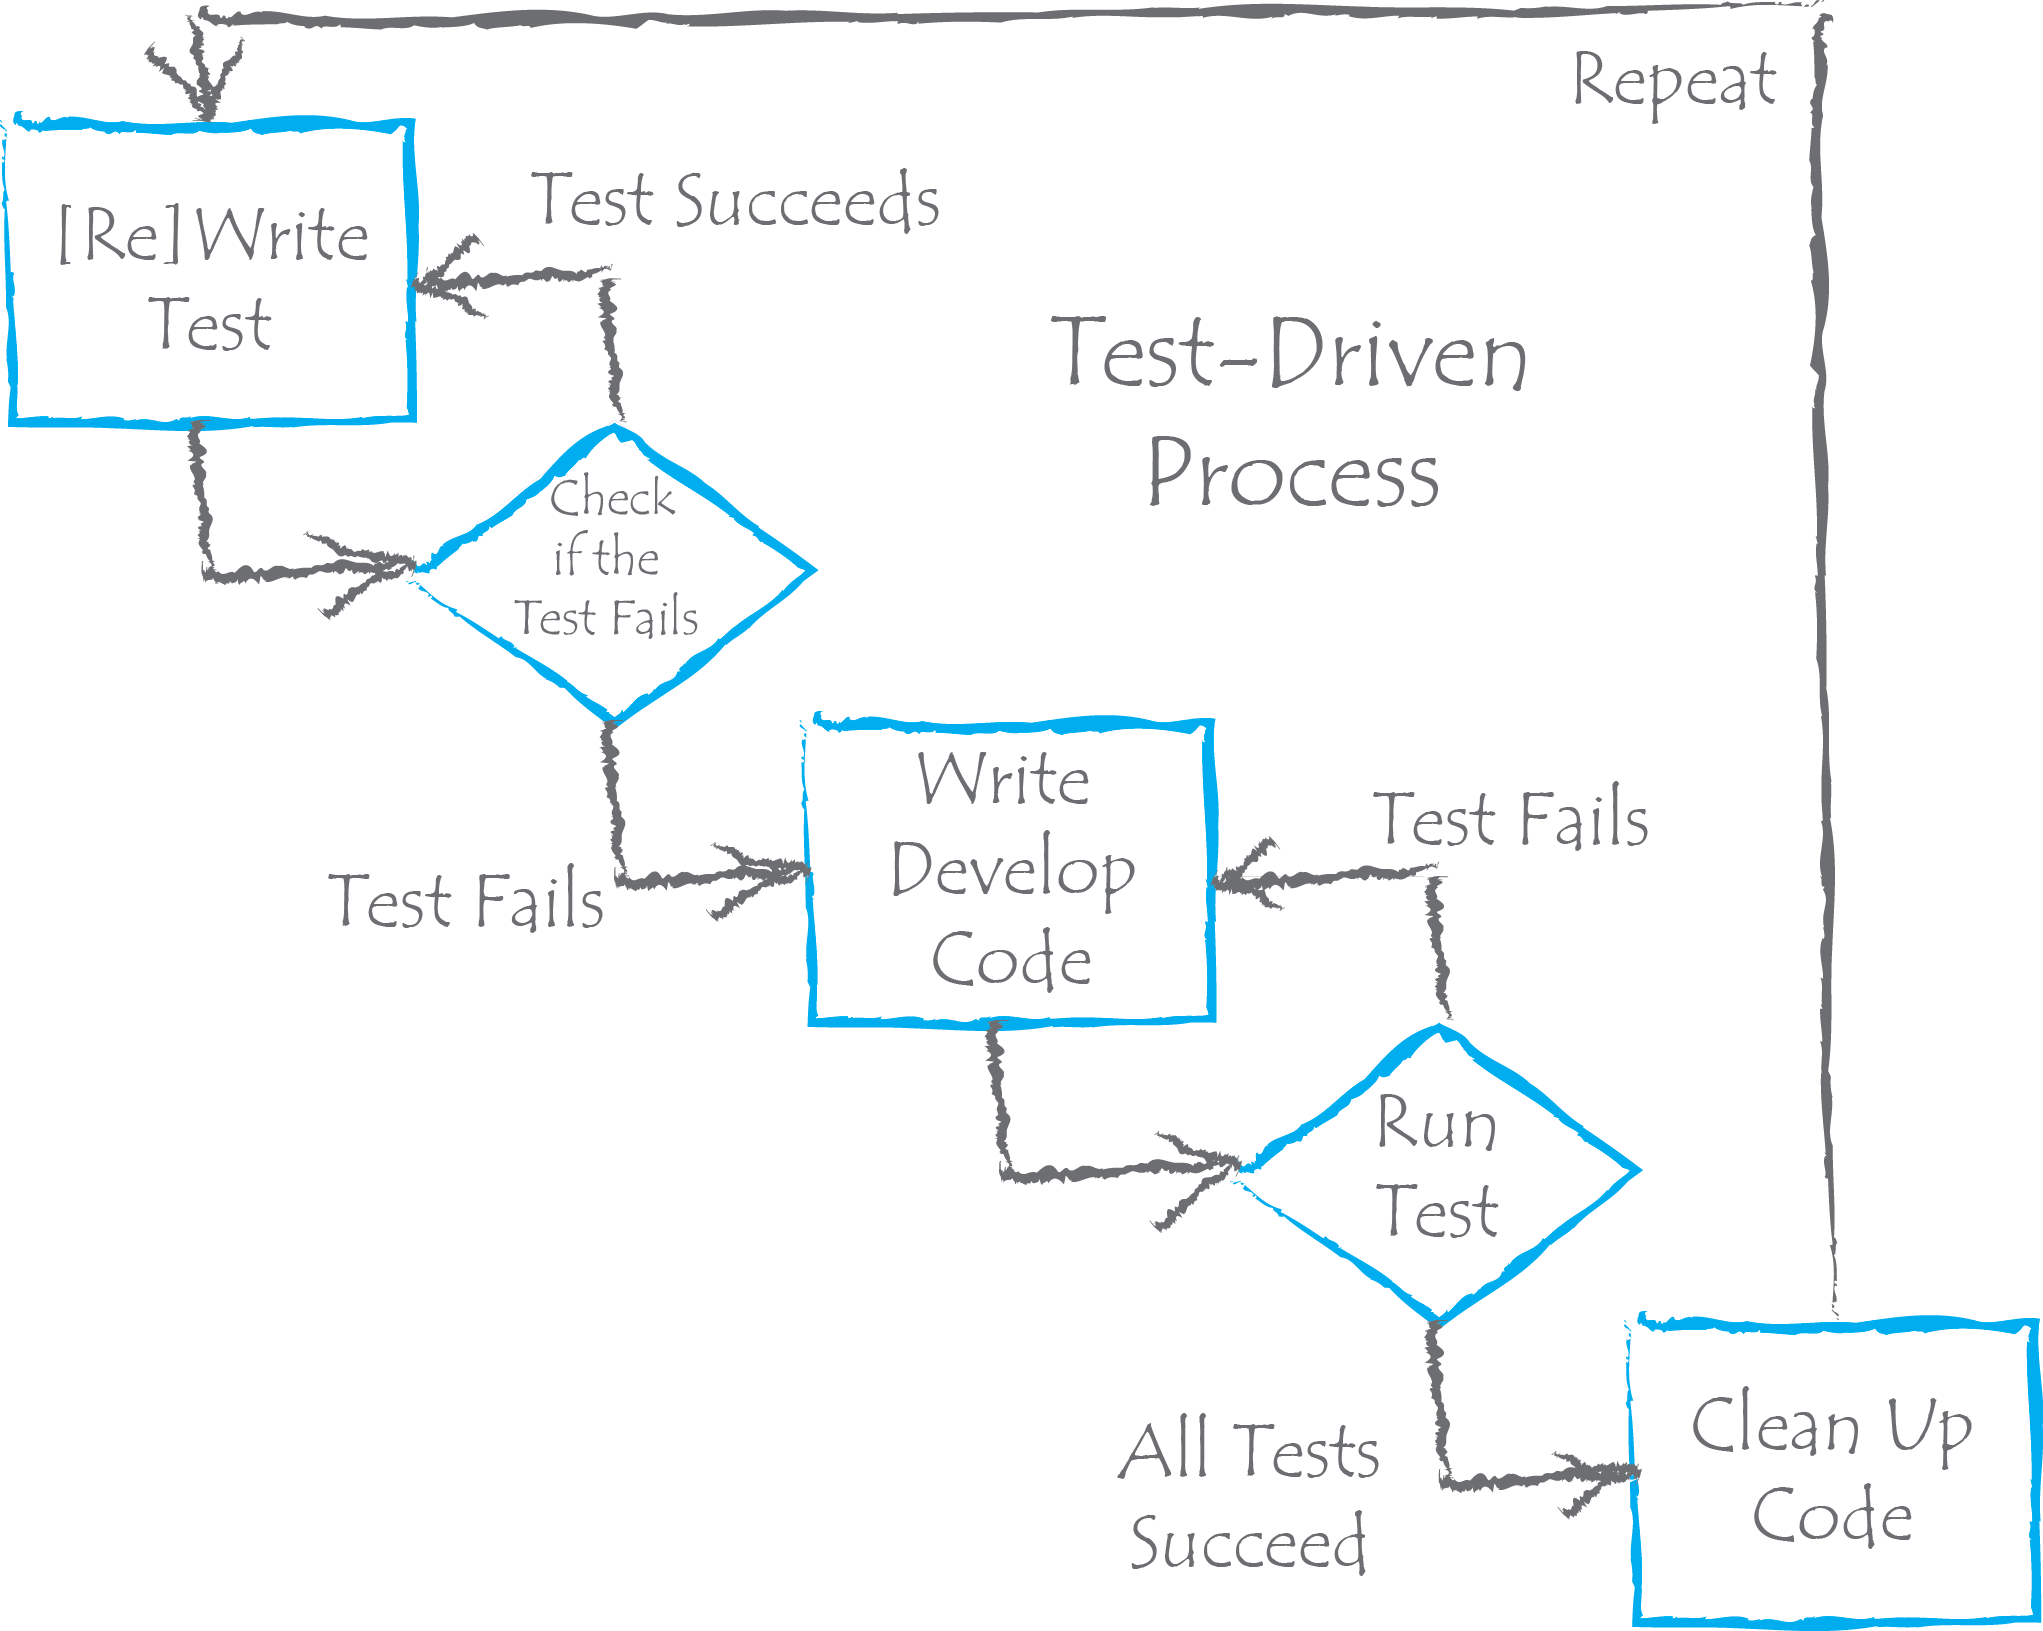 Repeat
[Re]Write
Test
Test Succeeds
Test-Driven
Process
Check
if the
Test Fails
Test Fails
Write
Develop
Code
Test Fails
Run
Test
All Tests
Succeed
Clean Up
Code